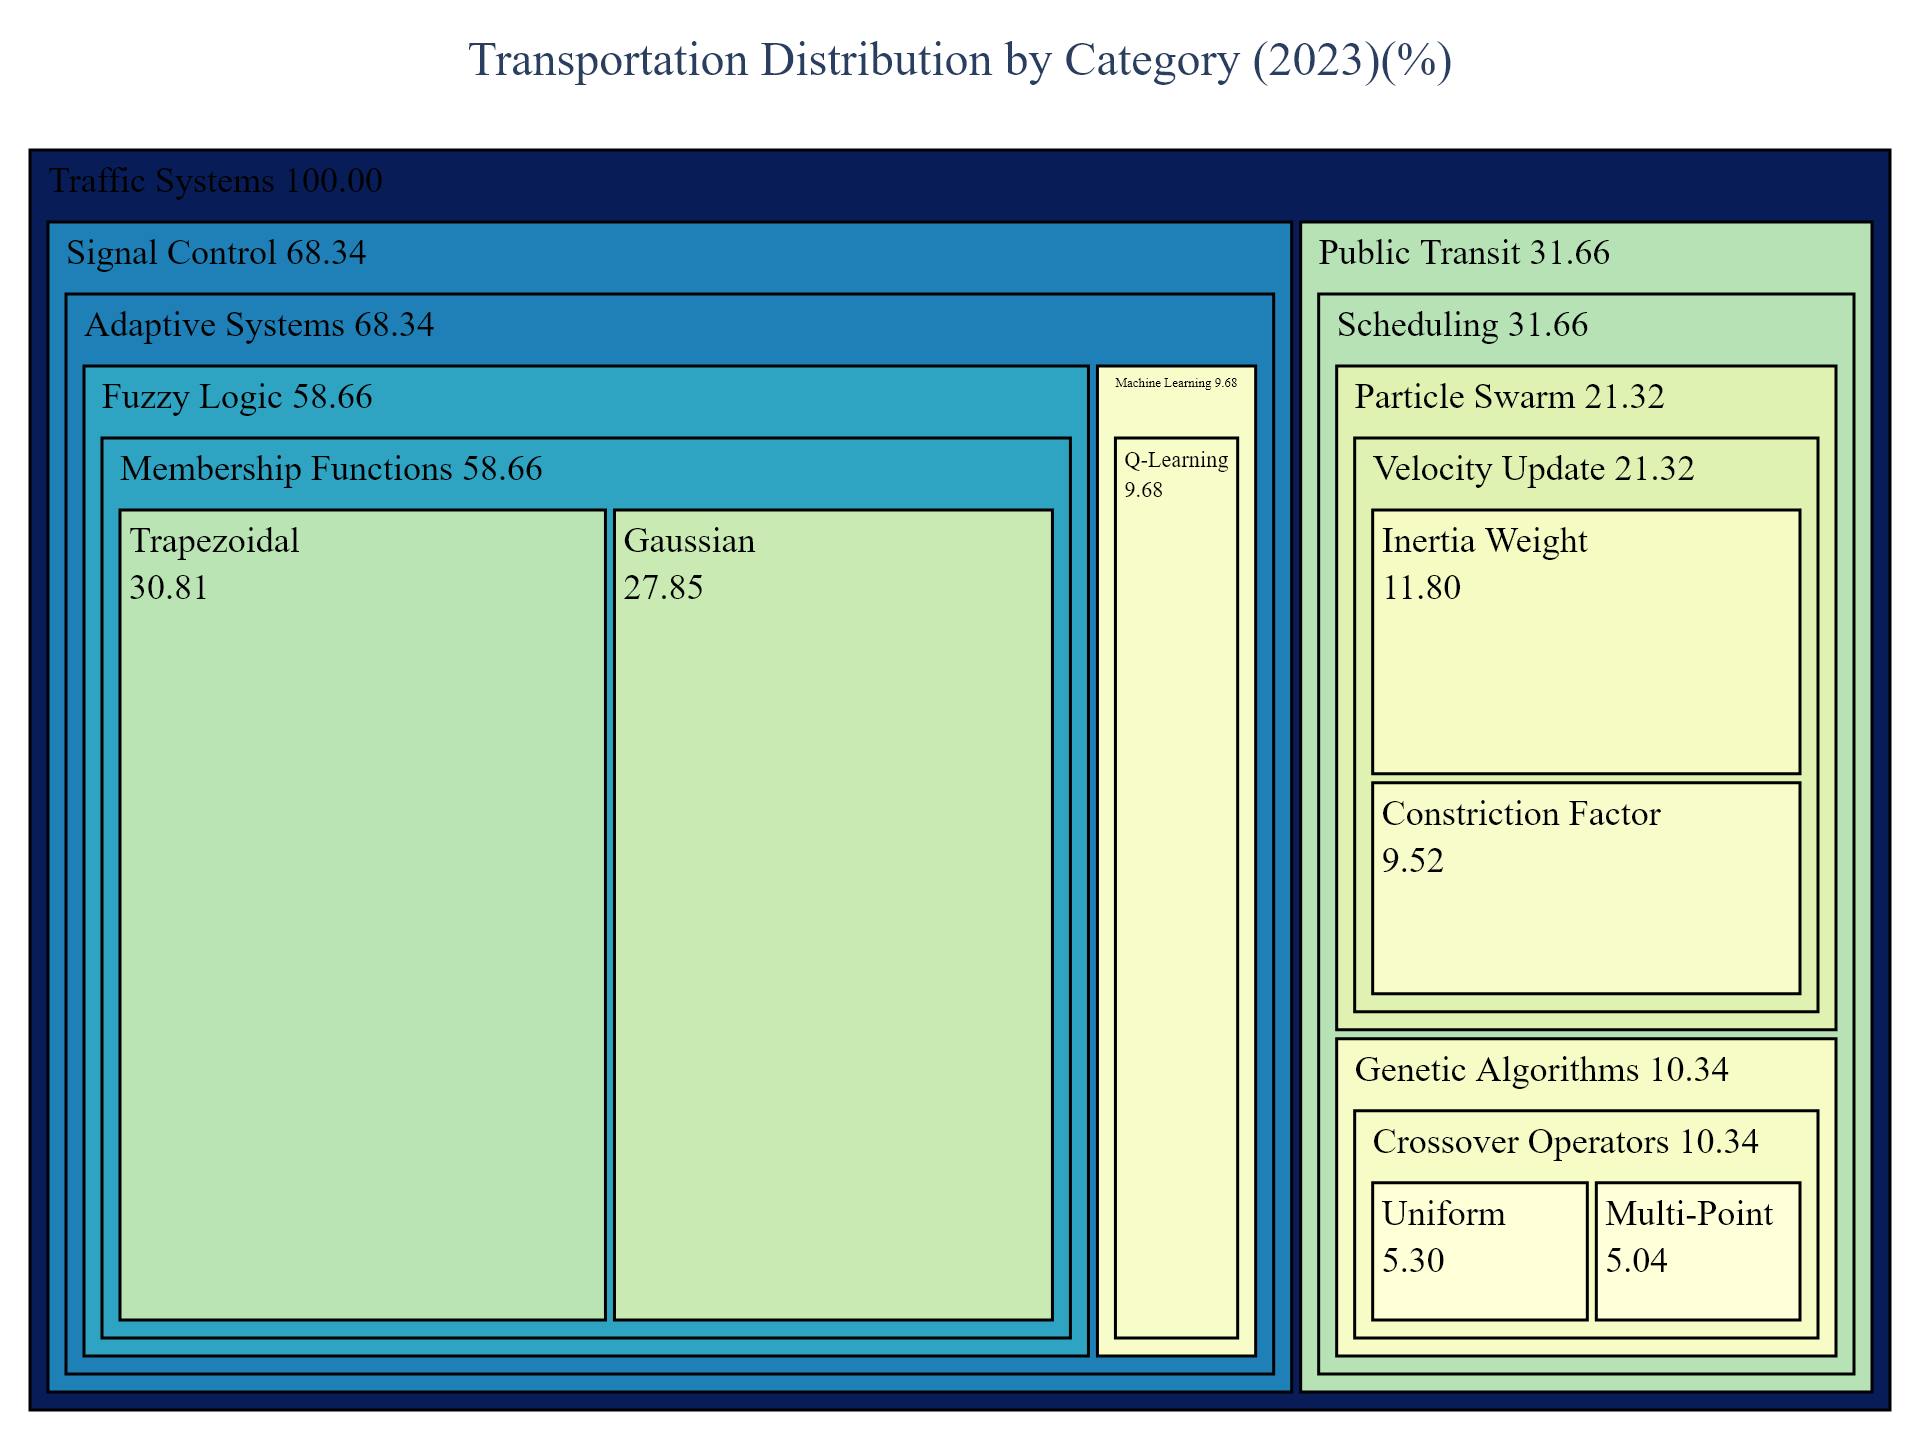 Transportation Distribution by Category (2023)(%)
Traffic Systems 100.00
Signal Control 68.34
Adaptive Systems 68.34
Fuzzy Logic 58.66
Membership Functions 58.66
Trapezoidal
30.81
Gaussian
27.85
Machine Learning 9.68
Q-Learning
9.68
Public Transit 31.66
Scheduling 31.66
Particle Swarm 21.32
Velocity Update 21.32
Inertia Weight
11.80
Constriction Factor
9.52
Genetic Algorithms 10.34
Crossover Operators 10.34
Uniform
5.30
Multi-Point
5.04